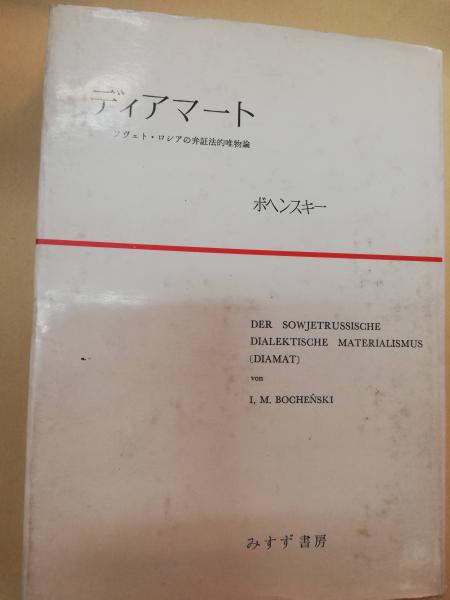 ディアマート
ソヴェト・ロシアの弁証法的唯物論
ボヘンスキー
DER SOWJETRUSSISCHE
DIALEKTISCHE MATERIALISMUS
(DIAMAT)
von
I. M. BOCHEŃSKI
みすず書房